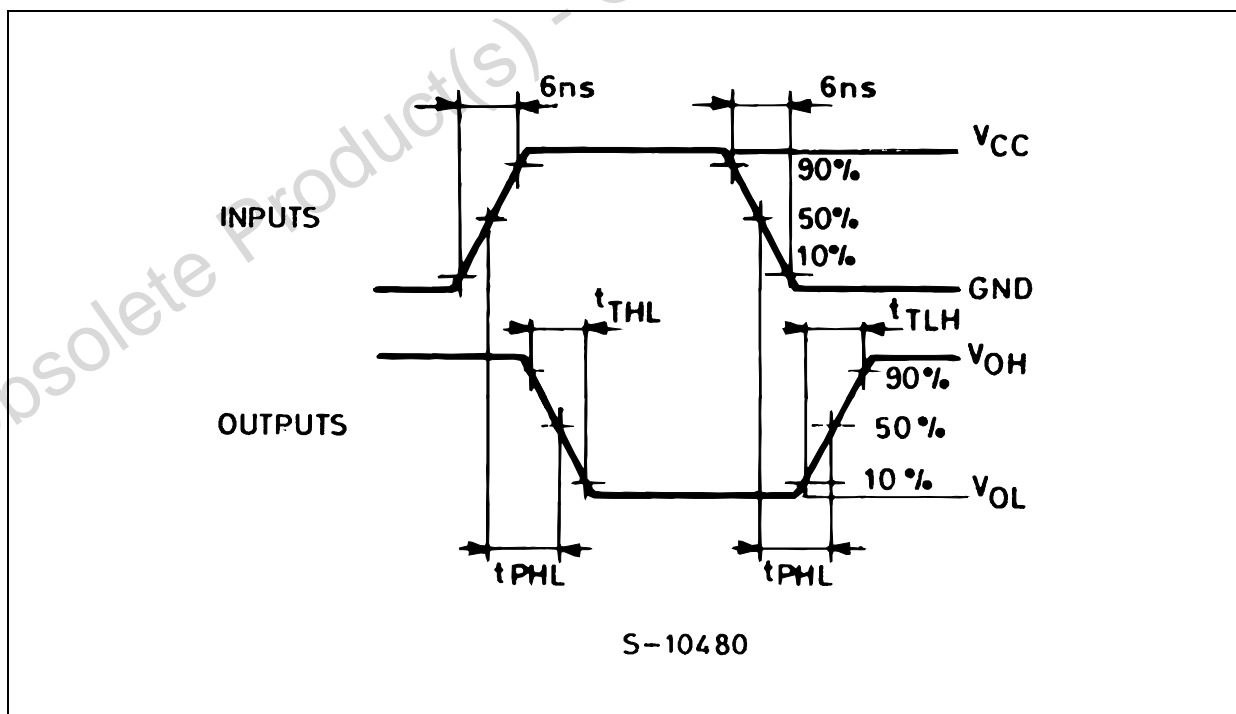 6ns 6ns
VCC
90%
INPUTS 50%
10%
GND
tTHL tTLH
VOH
90%
OUTPUTS 50%
10% VOL
tPHL tPHL
S-10480
Obsolete Product(s) -